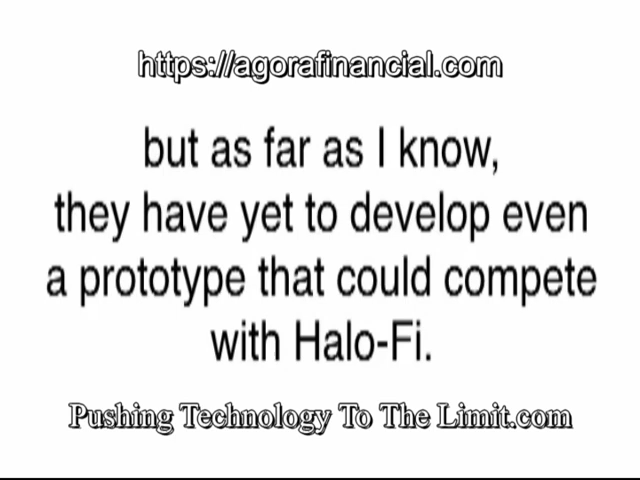 https://agorafinancial.com
but as far as I know,
they have yet to develop even
a prototype that could compete
with Halo-Fi.
Pushing Technology To The Limit.com